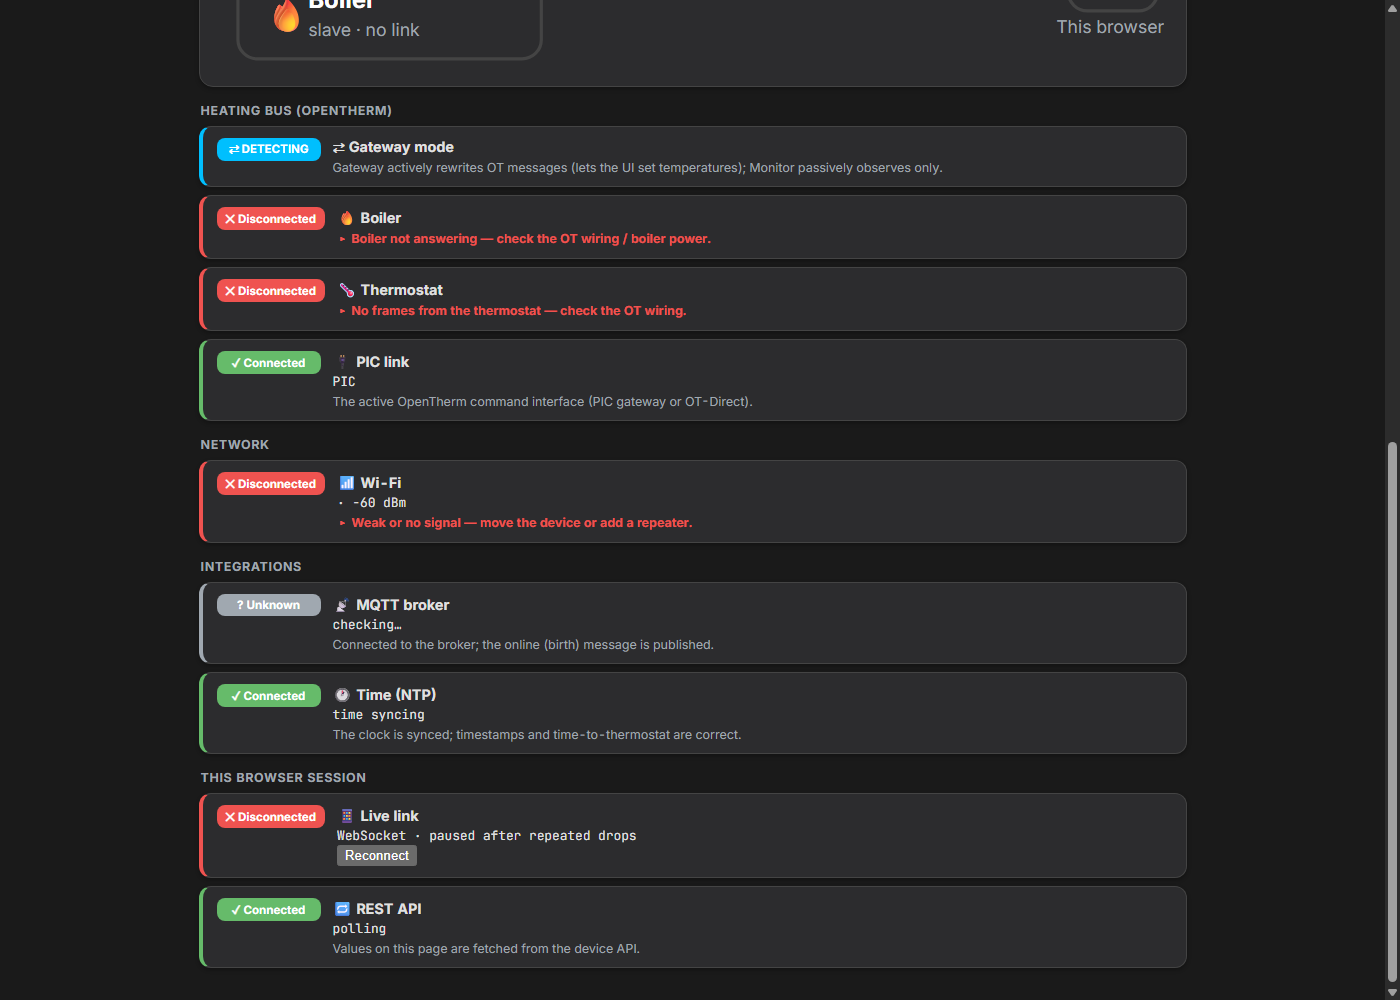 Boiler
slave · no link
This browser
HEATING BUS (OPENTHERM)
⇄ DETECTING
⇄ Gateway mode
Gateway actively rewrites OT messages (lets the UI set temperatures); Monitor passively observes only.
✕ Disconnected
Boiler
▸ Boiler not answering — check the OT wiring / boiler power.
✕ Disconnected
Thermostat
▸ No frames from the thermostat — check the OT wiring.
✓ Connected
PIC link
PIC
The active OpenTherm command interface (PIC gateway or OT-Direct).
NETWORK
✕ Disconnected
Wi-Fi
· -60 dBm
▸ Weak or no signal — move the device or add a repeater.
INTEGRATIONS
? Unknown
MQTT broker
checking…
Connected to the broker; the online (birth) message is published.
✓ Connected
Time (NTP)
time syncing
The clock is synced; timestamps and time-to-thermostat are correct.
THIS BROWSER SESSION
✕ Disconnected
Live link
WebSocket · paused after repeated drops
Reconnect
✓ Connected
REST API
polling
Values on this page are fetched from the device API.